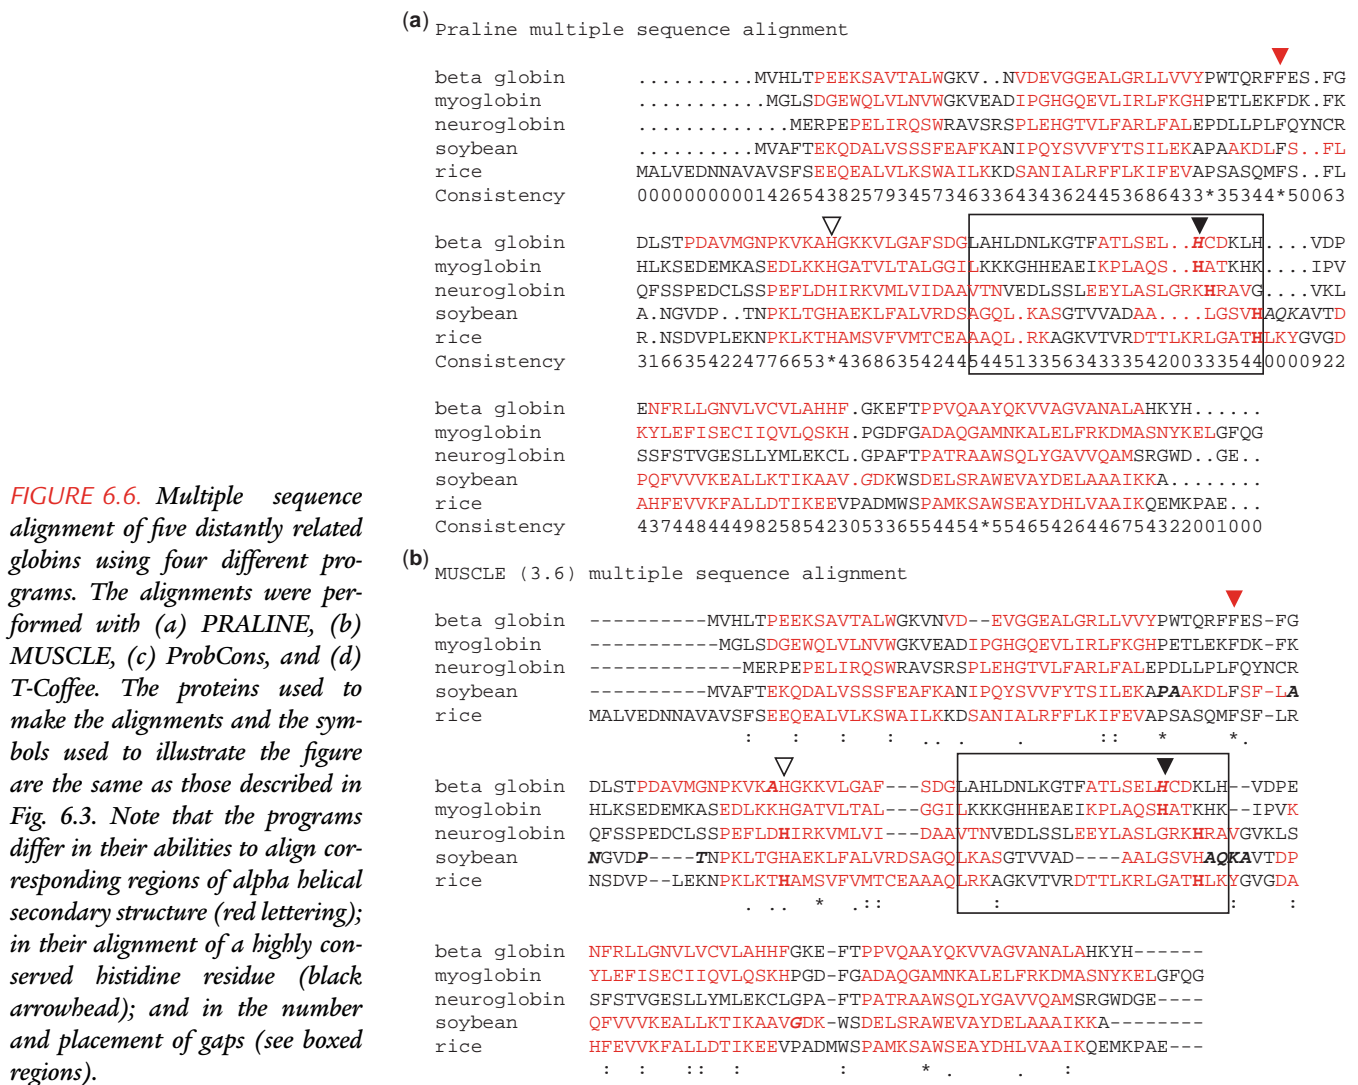 (a) Praline multiple sequence alignment
beta globin ..........MVHLTPEEKSAVTALWGKV..NVDEVGGEALGRLLVVYPWTQRFFES.FG
myoglobin ...........MGLSDGEWQLVLNVWGKVEADIPGHGQEVLIRLFKGHPETLEKFDK.FK
neuroglobin .............MERPEPELIRQSWRAVSRSPLEHGTVLFARLFALEPDLLPLFQYNCR
soybean ..........MVAFTEKQDALVSSSFEAFKANIPQYSVVFYTSILEKAPAAKDLFS..FL
rice MALVEDNNAVAVSFSEEQEALVLKSWAILKKDSANIALRFFLKIFEVAPSASQMFS..FL
Consistency 0000000000142654382579345734633643436244536864 33*35344*50063
beta globin DLSTPDAVMGNPKVKAHGKKVLGAFSDGLAHLDNLKGTFATLSEL..HCDKLH....VDP
myoglobin HLKSEDEMKASEDLKKHGATVLTALGGILKKKGHHEAEIKPLAQS..HATKHK....IPV
neuroglobin QFSSPEDCLSSPEFLDHIRKVMLVIDAAVTNVEDLSSLEEYLASLGRKHRAVG....VKL
soybean A.NGVDP..TNPKLTGHAEKLFALVRDSAGQL.KASGTVVADAA....LGSVHAQKAVTD
rice R.NSDVPLEKNPKLKTHAMSVFVMTCEAAAQL.RKAGKVTVRDTTLKRLGATHLKYGVGD
Consistency 3166354224776653*4368635424454451335634333542003335440000922
beta globin ENFRLLGNVLVCVLAHHF.GKEFTPPVQAAYQKVVAGVANALAHKYH......
myoglobin KYLEFISECIIQVLQSKH.PGDFGADAQGAMNKALELFRKDMASNYKELGFQG
neuroglobin SSFSTVGESLLYMLEKCL.GPAFTPATRAAWSQLYGAVVQAMSRGWD..GE..
soybean PQFVVVKEALLKTIKAAV.GDKWSDELSRAWEVAYDELAAAIKKA........
rice AHFEVVKFALLDTIKEEVPADMWSPAMKSAWSEAYDHLVAAIKQEMKPAE...
Consistency 43744844498258542305336554454*55465426446754322001000
(b) MUSCLE (3.6) multiple sequence alignment
beta globin ----------MVHLTPEEKSAVTALWGKVNVD--EVGGEALGRLLVVYPWTQRFFES-FG
myoglobin -----------MGLSDGEWQLVLNVWGKVEADIPGHGQEVLIRLFKGHPETLEKFDK-FK
neuroglobin -------------MERPEPELIRQSWRAVSRSPLEHGTVLFARLFALEPDLLPLFQYNCR
soybean ----------MVAFTEKQDALVSSSFEAFKANIPQYSVVFYTSILEKAPAAKDLFSF-LA
rice MALVEDNNAVAVSFSEEQEALVLKSWAILKKDSANIALRFFLKIFEVAPSASQMFSF-LR
: : : : .. . . :: * *.
beta globin DLSTPDAVMGNPKVKAHGKKVLGAF---SDGLAHLDNLKGTFATLSELHCDKLH--VDPE
myoglobin HLKSEDEMKASEDLKKHGATVLTAL---GGILKKKGHHEAEIKPLAQSHATKHK--IPVK
neuroglobin QFSSPEDCLSSPEFLDHIRKVMLVI---DAAVTNVEDLSSLEEYLASLGRKHRAVGVKLS
soybean NGVDP----TNPKLTGHAEKLFALVRDSAGQLKASGTVVAD----AALGSVHAQKAVTDP
rice NSDVP--LEKNPKLKTHAMSVFVMTCEAAAQLRKAGKVTVRDTTLKRLGATHLKYGVGDA
. . * .:: : : :
beta globin NFRLLGNVLVCVLAHHFGKE-FTPPVQAAYQKVVAGVANALAHKYH------
myoglobin YLEFISECIIQVLQSKHPGD-FGADAQGAMNKALELFRKDMASNYKELGFQG
neuroglobin SFSTVGESLLYMLEKCLGPA-FTPATRAAWSQLYGAVVQAMSRGWDGE----
soybean QFVVVKEALLKTIKAAVGDK-WSDELSRAWEVAYDELAAAIKKA--------
rice HFEVVKFALLDTIKEEVPADMWSPAMKSAWSEAYDHLVAAIKQEMKPAE---
: : :: : : * . . :
FIGURE 6.6. Multiple sequence
alignment of five distantly related
globins using four different pro-
grams. The alignments were per-
formed with (a) PRALINE, (b)
MUSCLE, (c) ProbCons, and (d)
T-Coffee. The proteins used to
make the alignments and the sym-
bols used to illustrate the figure
are the same as those described in
Fig. 6.3. Note that the programs
differ in their abilities to align cor-
responding regions of alpha helical
secondary structure (red lettering);
in their alignment of a highly con-
served histidine residue (black
arrowhead); and in the number
and placement of gaps (see boxed
regions).